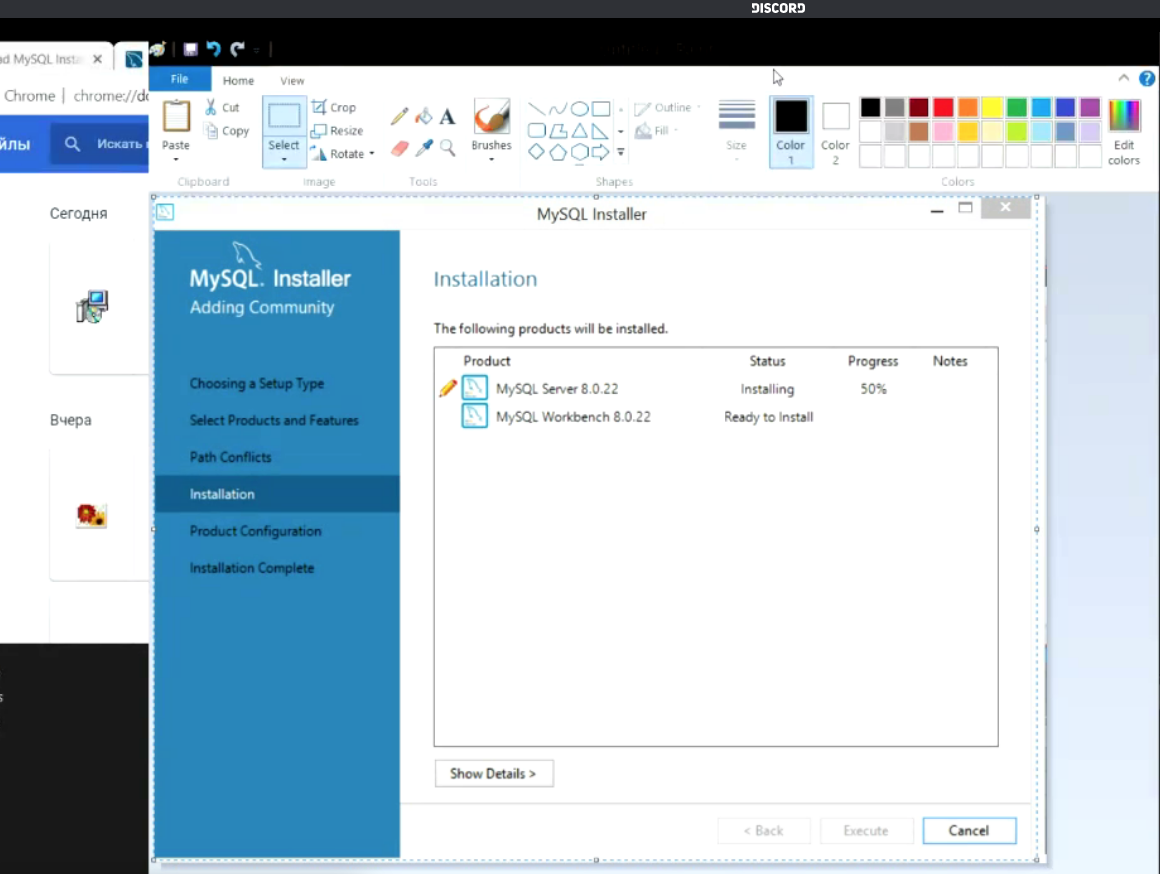 DISCORD
ad MySQL Insta
Chrome | chrome://do
йлы
Искать
File
Home
View
Paste
Cut
Copy
Clipboard
Select
Crop
Resize
Rotate
Image
Tools
Brushes
Shapes
Outline
Fill
Size
Color
1
Color
2
Edit
colors
Colors
Сегодня
Вчера
MySQL Installer
MySQL. Installer
Adding Community
Choosing a Setup Type
Select Products and Features
Path Conflicts
Installation
Product Configuration
Installation Complete
Installation
The following products will be installed.
Product Status Progress Notes
MySQL Server 8.0.22 Installing 50%
MySQL Workbench 8.0.22 Ready to Install
Show Details >
< Back
Execute
Cancel